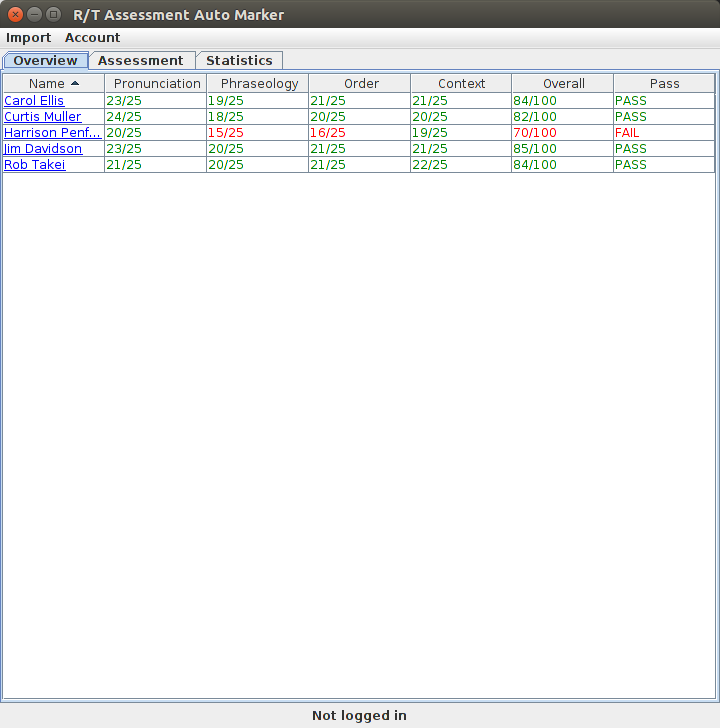 R/T Assessment Auto Marker
Import Account
Overview Assessment Statistics
Name Pronunciation Phraseology Order Context Overall Pass
Carol Ellis 23/25 19/25 21/25 21/25 84/100 PASS
Curtis Muller 24/25 18/25 20/25 20/25 82/100 PASS
Harrison Penf... 20/25 15/25 16/25 19/25 70/100 FAIL
Jim Davidson 23/25 20/25 21/25 21/25 85/100 PASS
Rob Takei 21/25 20/25 21/25 22/25 84/100 PASS
Not logged in